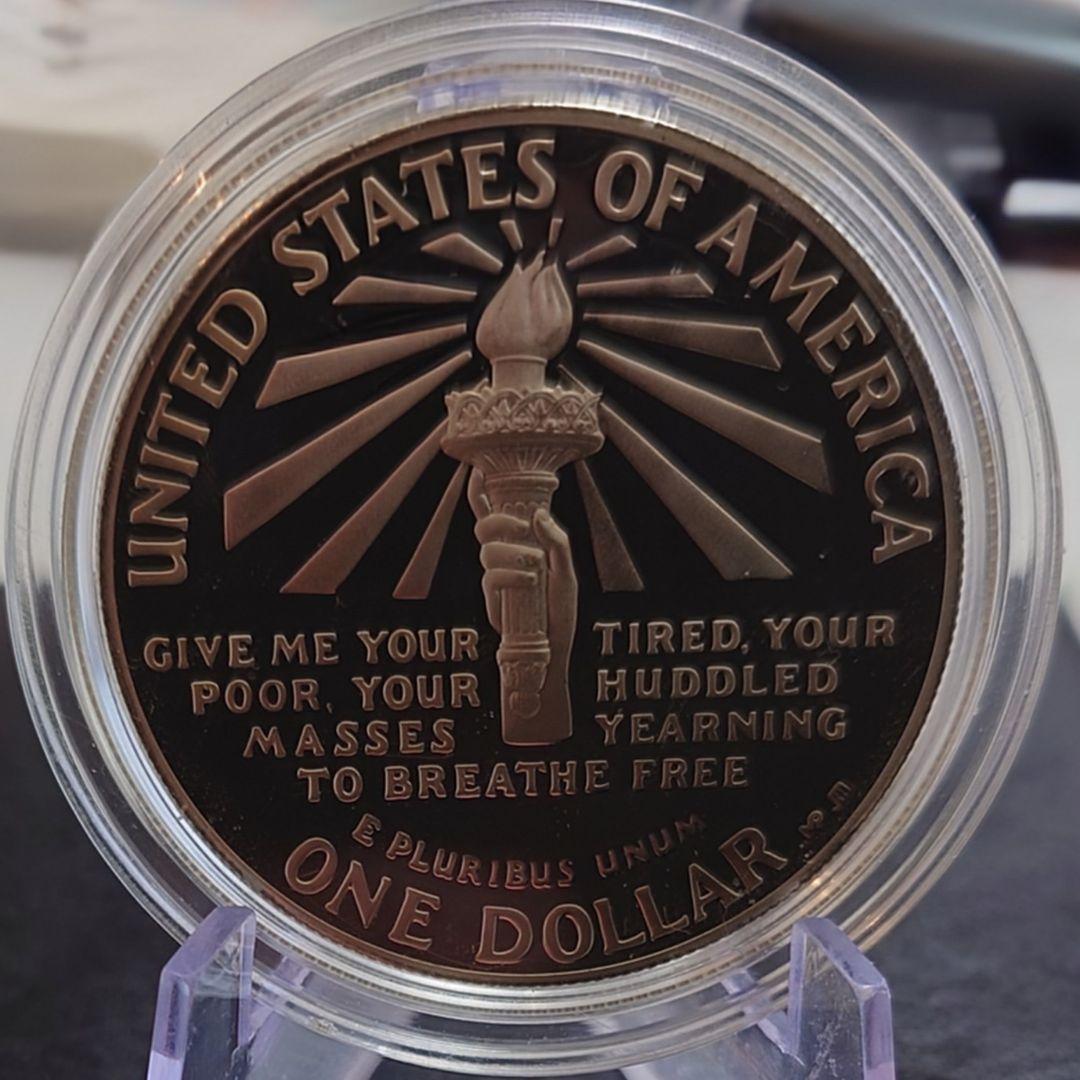 UNITED STATES OF AMERICA
GIVE ME YOUR TIRED, YOUR
POOR, YOUR HUDDLED
MASSES YEARNING
TO BREATHE FREE
E PLURIBUS UNUM
ONE DOLLAR